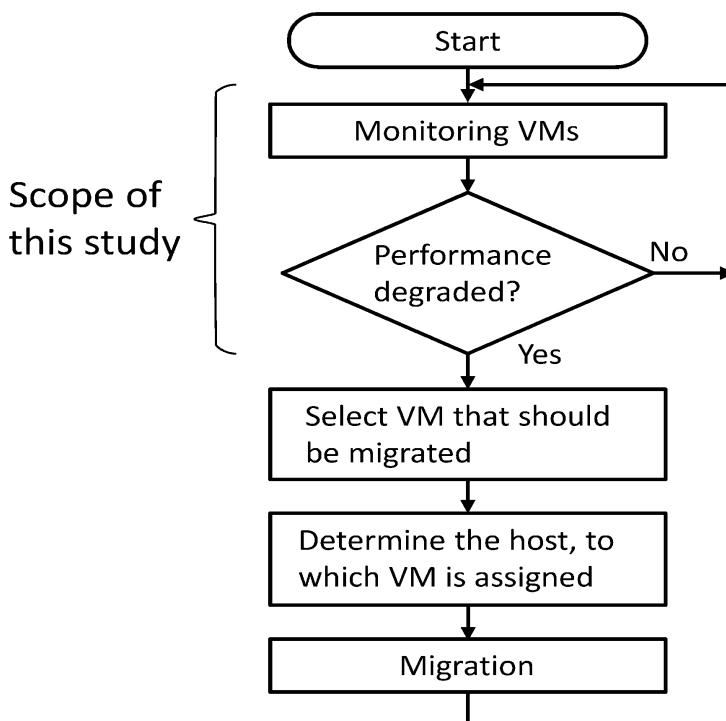 Start
Monitoring VMs
Scope of
this study
Performance
degraded?
No
Yes
Select VM that should
be migrated
Determine the host, to
which VM is assigned
Migration